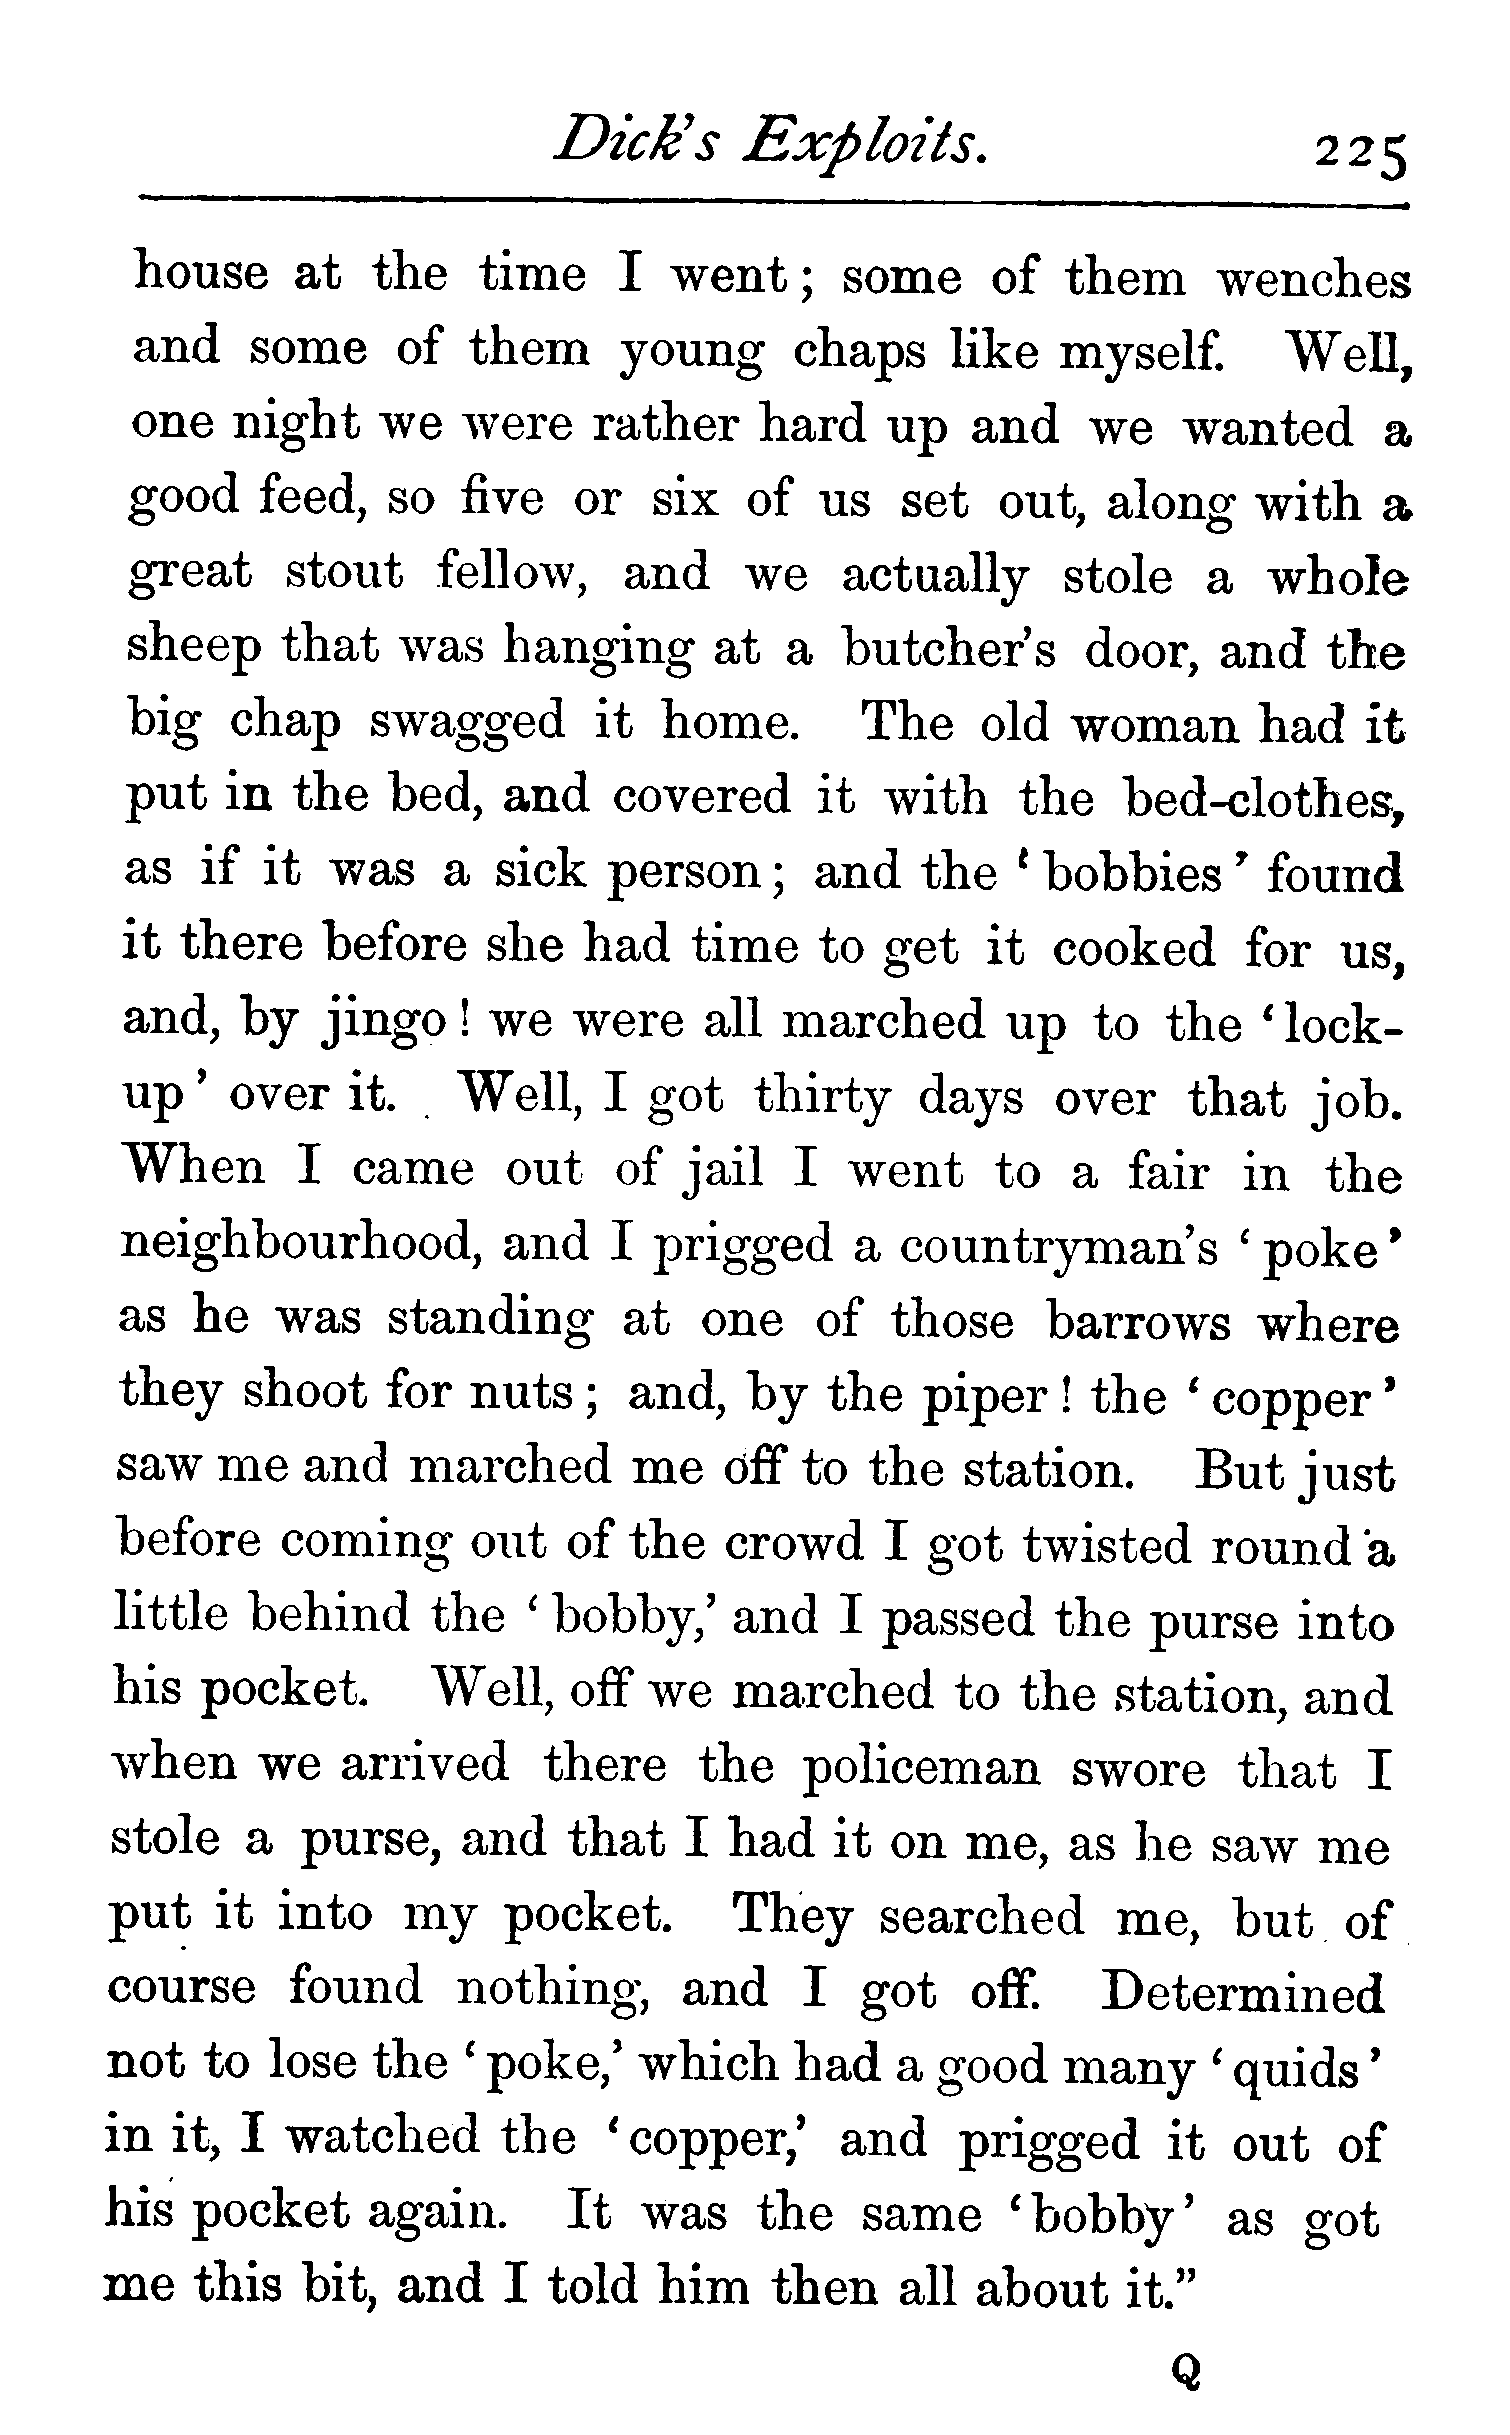 Dick's Exploits. 225
house at the time I went; some of them wenches
and some of them young chaps like myself. Well,
one night we were rather hard up and we wanted a
good feed, so five or six of us set out, along with a
great stout fellow, and we actually stole a whole
sheep that was hanging at a butcher's door, and the
big chap swagged it home. The old woman had it
put in the bed, and covered it with the bed-clothes,
as if it was a sick person; and the ‘bobbies’ found
it there before she had time to get it cooked for us,
and, by jingo! we were all marched up to the ‘lock-
up’ over it. Well, I got thirty days over that job.
When I came out of jail I went to a fair in the
neighbourhood, and I prigged a countryman's ‘poke’
as he was standing at one of those barrows where
they shoot for nuts; and, by the piper! the ‘copper’
saw me and marched me off to the station. But just
before coming out of the crowd I got twisted round a
little behind the ‘bobby,’ and I passed the purse into
his pocket. Well, off we marched to the station, and
when we arrived there the policeman swore that I
stole a purse, and that I had it on me, as he saw me
put it into my pocket. They searched me, but of
course found nothing, and I got off. Determined
not to lose the ‘poke,’ which had a good many ‘quids’
in it, I watched the ‘copper,’ and prigged it out of
his pocket again. It was the same ‘bobby’ as got
me this bit, and I told him then all about it.”
Q